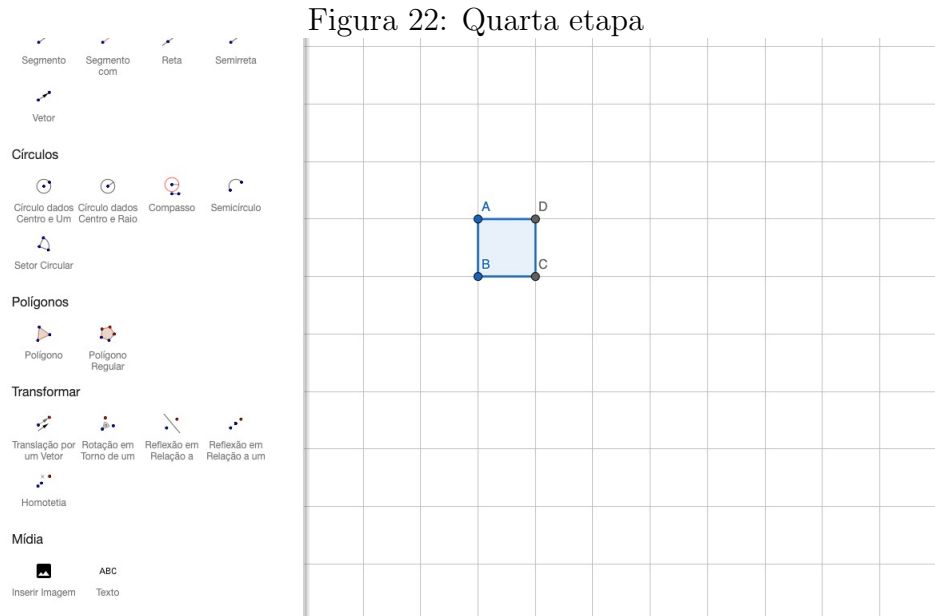 Figura 22: Quarta etapa
Segmento Segmento Reta Semirreta
com
Vetor
Círculos
Círculo dados Círculo dados Compasso Semicírculo
Centro e Um Centro e Raio
Setor Circular
Polígonos
Polígono Polígono
Regular
Transformar
Translação por Rotação em Reflexão em Reflexão em
um Vetor Torno de um Relação a Relação a um
Homotetia
Mídia
ABC
Inserir Imagem Texto
A D
B C